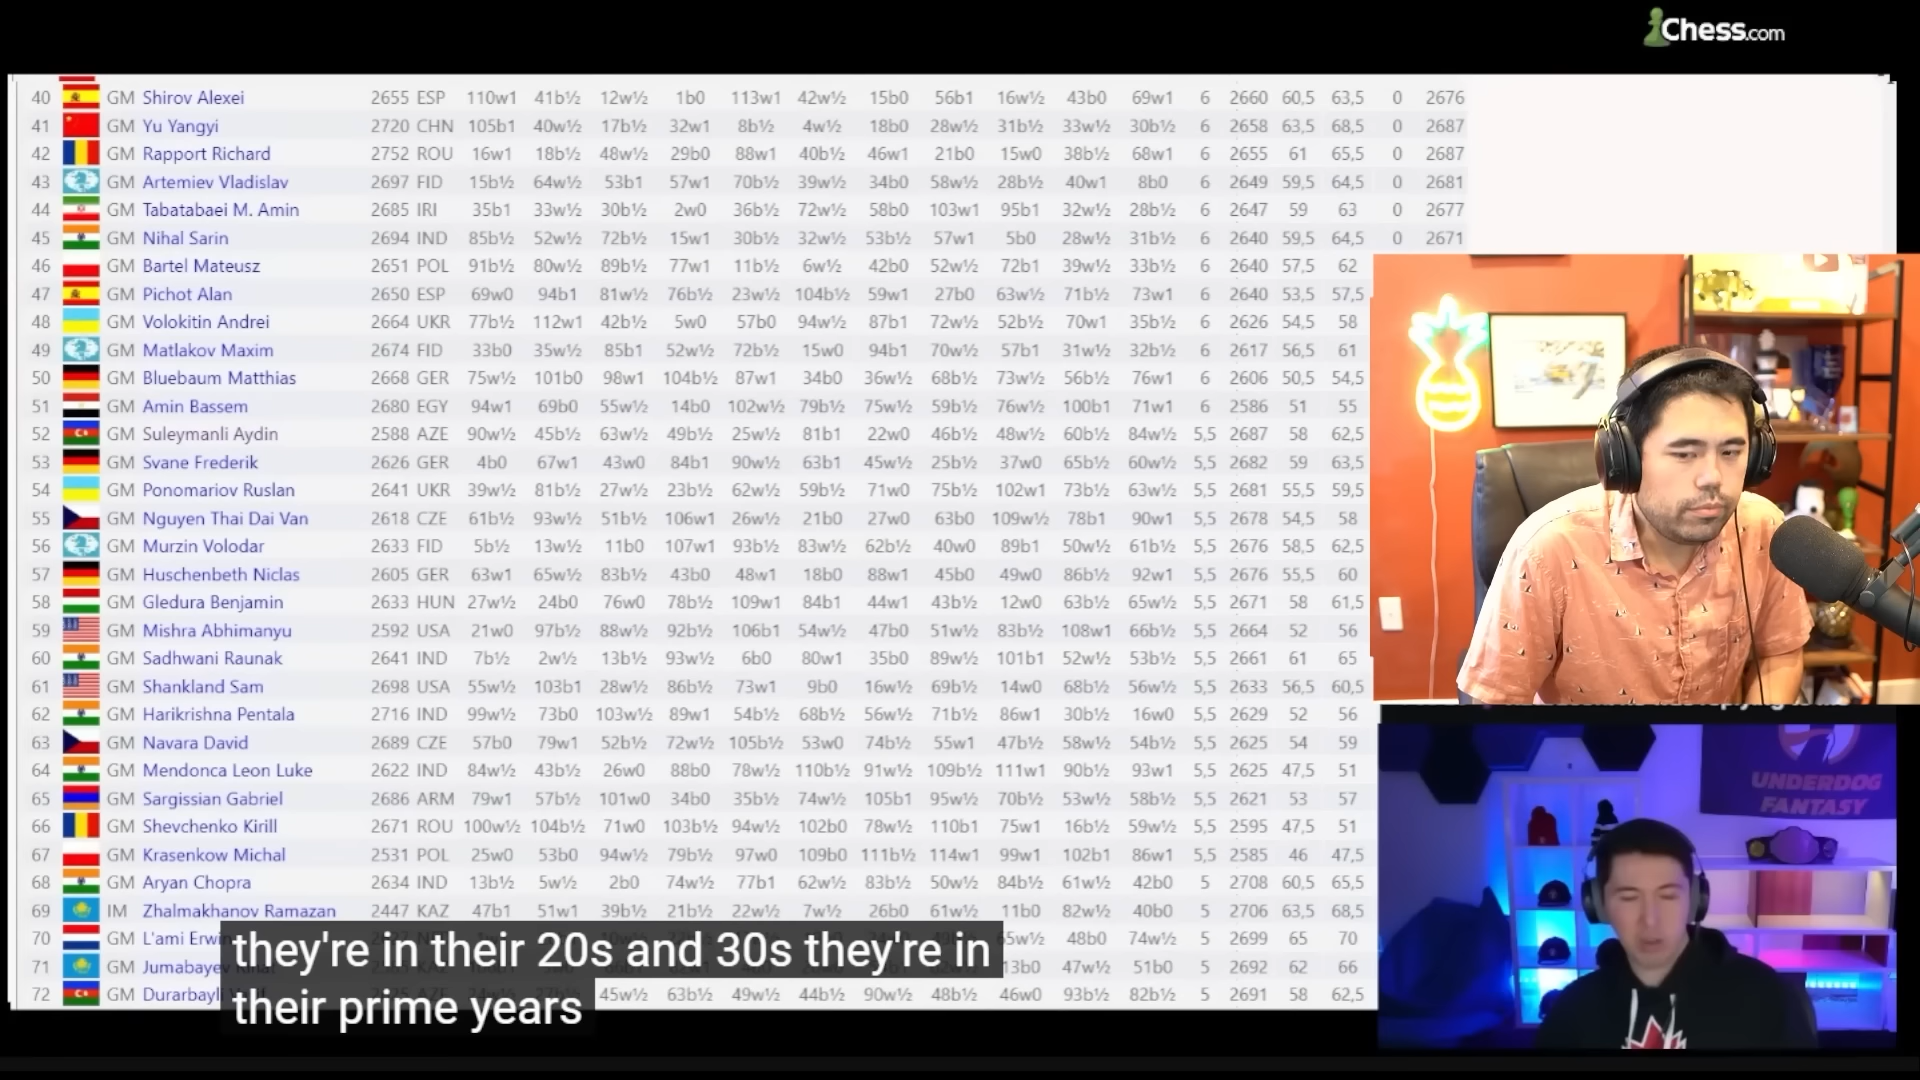 Chess.com
40 GM Shirov Alexei 2655 ESP 110w1 41b½ 12w½ 1b0 113w1 42w½ 15b0 56b1 16w½ 43b0 69w1 6 2660 60,5 63,5 0 2676
41 GM Yu Yangyi 2720 CHN 105b1 40w½ 17b½ 32w1 8b½ 4w½ 18b0 28w½ 31b½ 33w½ 30b½ 6 2658 63,5 68,5 0 2687
42 GM Rapport Richard 2752 ROU 16w1 18b½ 48w½ 29b0 88w1 40b½ 46w1 21b0 15w0 38b½ 68w1 6 2655 61 65,5 0 2687
43 GM Artemiev Vladislav 2697 FID 15b½ 64w½ 53b1 57w1 70b½ 39w½ 34b0 58w½ 28b½ 40w1 8b0 6 2649 59,5 64,5 0 2681
44 GM Tabatabaei M. Amin 2685 IRI 35b1 33w½ 30b½ 2w0 36b½ 72w½ 58b0 103w1 95b1 32w½ 28b½ 6 2647 59 63 0 2677
45 GM Nihal Sarin 2694 IND 85b½ 52w½ 72b½ 15w1 30b½ 32w½ 53b½ 57w1 5b0 28w½ 31b½ 6 2640 59,5 64,5 0 2671
46 GM Bartel Mateusz 2651 POL 91b½ 80w½ 89b½ 77w1 11b½ 6w½ 42b0 52w½ 72b1 39w½ 33b½ 6 2640 57,5 62
47 GM Pichot Alan 2650 ESP 69w0 94b1 81w½ 76b½ 23w½ 104b½ 59w1 27b0 63w½ 71b½ 73w1 6 2640 53,5 57,5
48 GM Volokitin Andrei 2664 UKR 77b½ 112w1 42b½ 5w0 57b0 94w½ 87b1 72w½ 52b½ 70w1 35b½ 6 2626 54,5 58
49 GM Matlakov Maxim 2674 FID 33b0 35w½ 85b1 52w½ 72b½ 15w0 94b1 70w½ 57b1 31w½ 32b½ 6 2617 56,5 61
50 GM Bluebaum Matthias 2668 GER 75w½ 101b0 98w1 104b½ 87w1 34b0 36w½ 68b½ 73w½ 56b½ 76w1 6 2606 50,5 54,5
51 GM Amin Bassem 2680 EGY 94w1 69b0 55w½ 14b0 102w½ 79b½ 75w½ 59b½ 76w½ 100b1 71w1 6 2586 51 55
52 GM Suleymanli Aydin 2588 AZE 90w½ 45b½ 63w½ 49b½ 25w½ 81b1 22w0 46b½ 48w½ 60b½ 84w½ 5,5 2687 58 62,5
53 GM Svane Frederik 2626 GER 4b0 67w1 43w0 84b1 90w½ 63b1 45w½ 25b½ 37w0 65b½ 60w½ 5,5 2682 59 63,5
54 GM Ponomariov Ruslan 2641 UKR 39w½ 81b½ 27w½ 23b½ 62w½ 59b½ 71w0 75b½ 102w1 73b½ 63w½ 5,5 2681 55,5 59,5
55 GM Nguyen Thai Dai Van 2618 CZE 61b½ 93w½ 51b½ 106w1 26w½ 21b0 27w0 63b0 109w½ 78b1 90w1 5,5 2678 54,5 58
56 GM Murzin Volodar 2633 FID 5b½ 13w½ 11b0 107w1 93b½ 83w½ 62b½ 40w0 89b1 50w½ 61b½ 5,5 2676 58,5 62,5
57 GM Huschenbeth Niclas 2605 GER 63w1 65w½ 83b½ 43b0 48w1 18b0 88w1 45b0 49w0 86b½ 92w1 5,5 2676 55,5 60
58 GM Gledura Benjamin 2633 HUN 27w½ 24b0 76w0 78b½ 109w1 84b1 44w1 43b½ 12w0 63b½ 65w½ 5,5 2671 58 61,5
59 GM Mishra Abhimanyu 2592 USA 21w0 97b½ 88w½ 92b½ 106b1 54w½ 47b0 51w½ 83b½ 108w1 66b½ 5,5 2664 52 56
60 GM Sadhwani Raunak 2641 IND 7b½ 2w½ 13b½ 93w½ 6b0 80w1 35b0 89w½ 101b1 52w½ 53b½ 5,5 2661 61 65
61 GM Shankland Sam 2698 USA 55w½ 103b1 28w½ 86b½ 73w1 9b0 16w½ 69b½ 14w0 68b½ 56w½ 5,5 2633 56,5 60,5
62 GM Harikrishna Pentala 2716 IND 99w½ 73b0 103w½ 89w1 54b½ 68b½ 56w½ 71b½ 86w1 30b½ 16w0 5,5 2629 52 56
63 GM Navara David 2689 CZE 57b0 79w1 52b½ 72w½ 105b½ 53w0 74b½ 55w1 47b½ 58w½ 54b½ 5,5 2625 54 59
64 GM Mendonca Leon Luke 2622 IND 84w½ 43b½ 26w0 88b0 78w½ 110b½ 91w½ 109b½ 111w1 90b½ 93w1 5,5 2625 47,5 51
65 GM Sargissian Gabriel 2686 ARM 79w1 57b½ 101w0 34b0 35b½ 74w½ 105b1 95w½ 70b½ 53w½ 58b½ 5,5 2621 53 57
66 GM Shevchenko Kirill 2671 ROU 100w½ 104b½ 71w0 103b½ 94w½ 102b0 78w½ 110b1 75w1 16b½ 59w½ 5,5 2595 47,5 51
67 GM Krasenkow Michal 2531 POL 25w0 53b0 94w½ 79b½ 97w0 109b0 111b½ 114w1 99w1 102b1 86w1 5,5 2585 46 47,5
68 GM Aryan Chopra 2634 IND 13b½ 5w½ 2b0 74w½ 77b1 62w½ 83b½ 50w½ 84b½ 61w½ 42b0 5 2708 60,5 65,5
69 IM Zhalmakhanov Ramazan 2447 KAZ 47b1 51w1 39b½ 21b½ 22w½ 7w½ 26b0 61w½ 11b0 82w½ 40b0 5 2706 63,5 68,5
70 GM L'ami Erwin 65w½ 48b0 74w½ 5 2699 65 70
71 GM Jumabayev 13b0 47w½ 51b0 5 2692 62 66
72 GM Durarbayli 45w½ 63b½ 49w½ 44b½ 90w½ 48b½ 46w0 93b½ 82b½ 5 2691 58 62,5
they're in their 20s and 30s they're in
their prime years
UNDERDOG
FANTASY